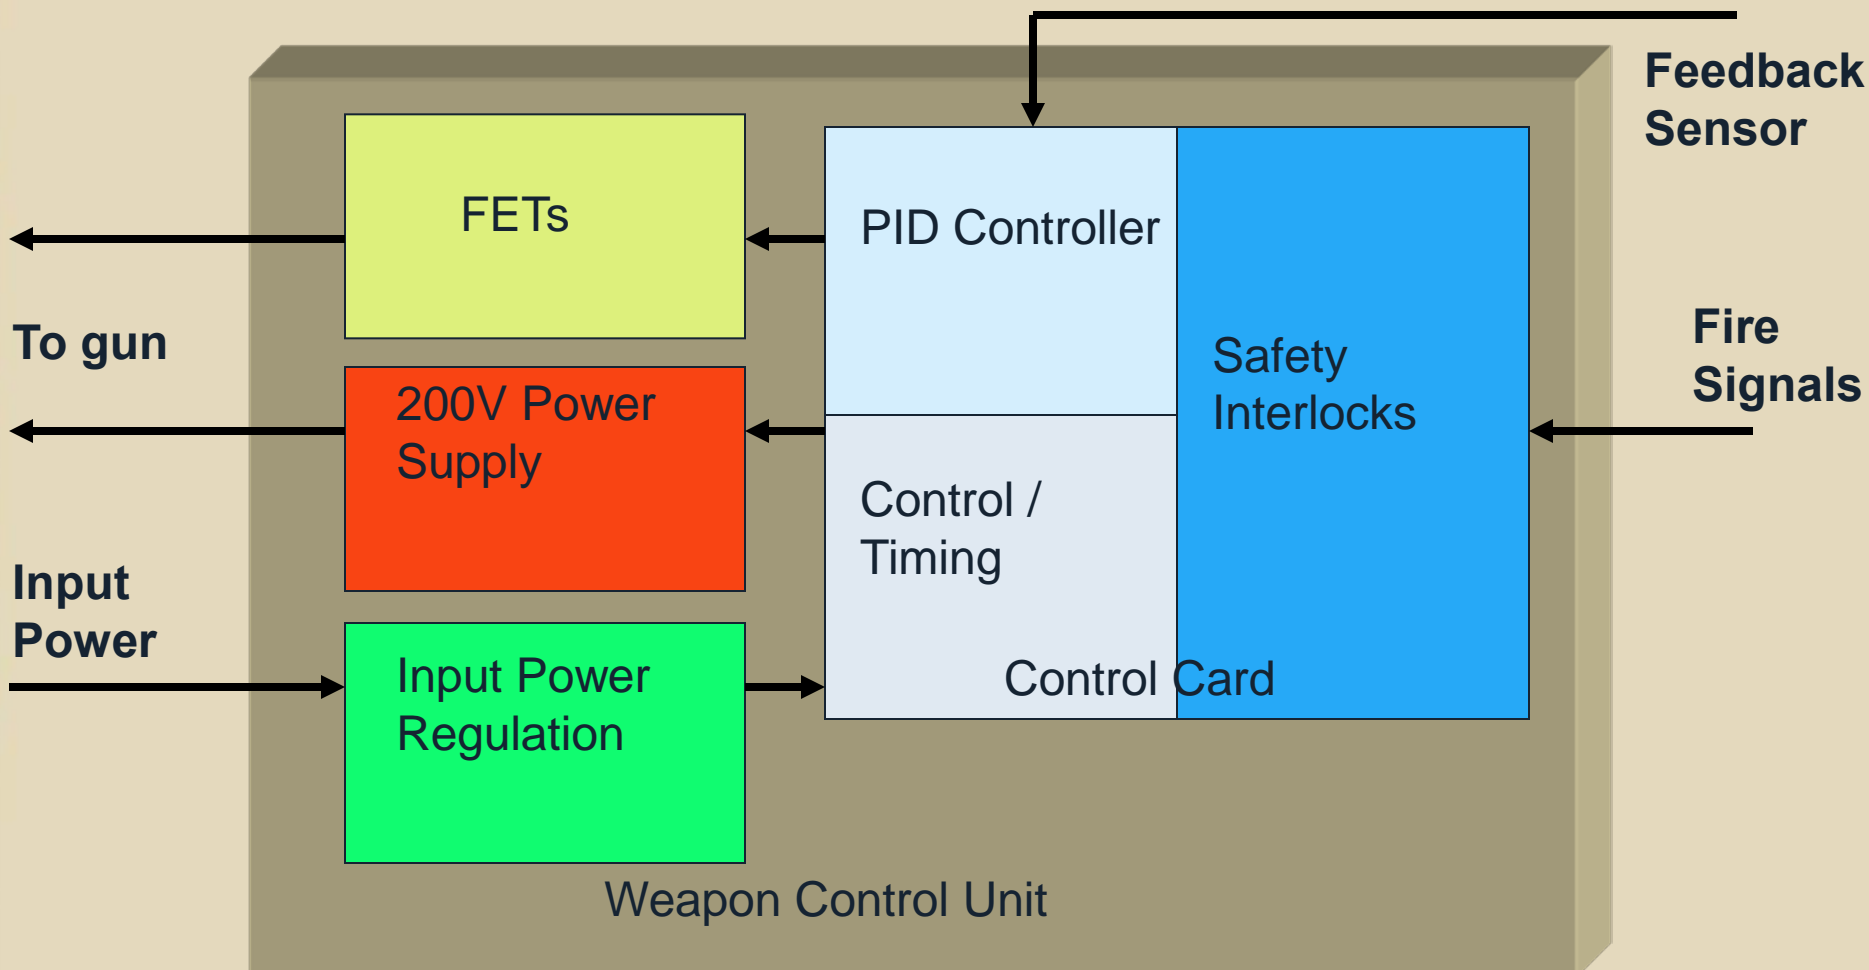 Feedback
Sensor
FETs
PID Controller
To gun
Fire
Signals
Safety
Interlocks
200V Power
Supply
Control /
Timing
Input
Power
Input Power
Regulation
Control Card
Weapon Control Unit